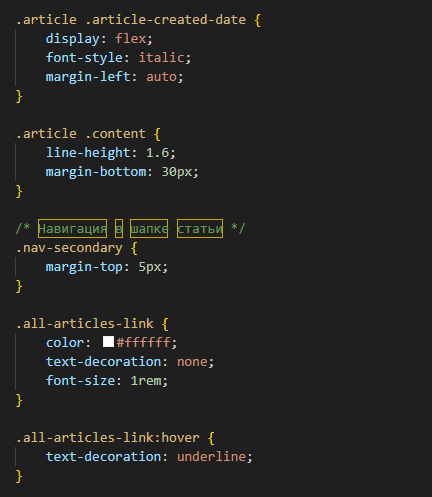 .article .article-created-date {
display: flex;
font-style: italic;
margin-left: auto;
}
.article .content {
line-height: 1.6;
margin-bottom: 30px;
}
/* Навигация в шапке статьи */
.nav-secondary {
margin-top: 5px;
}
.all-articles-link {
color: #ffffff;
text-decoration: none;
font-size: 1rem;
}
.all-articles-link:hover {
text-decoration: underline;
}